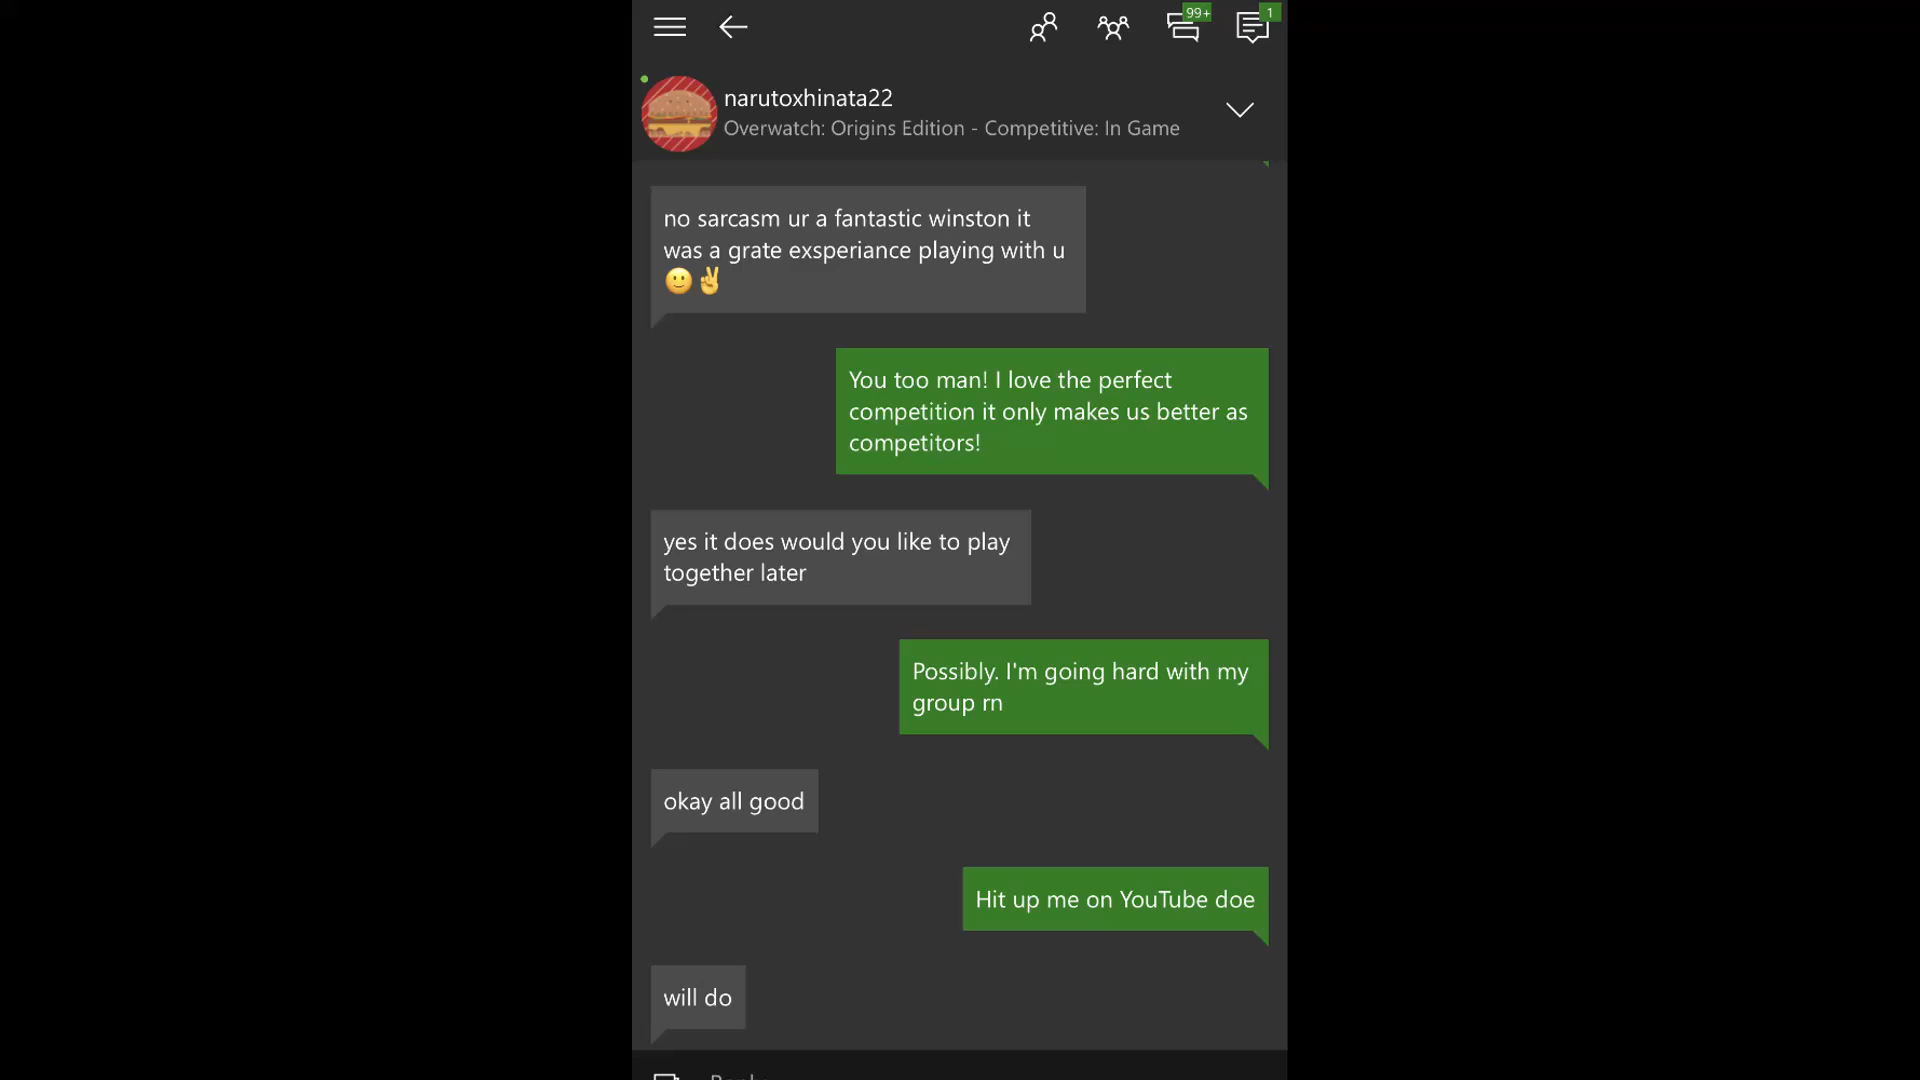 99+
1
narutoxhinata22
Overwatch: Origins Edition - Competitive: In Game
no sarcasm ur a fantastic winston it
was a grate exsperiance playing with u
🙂✌
You too man! I love the perfect
competition it only makes us better as
competitors!
yes it does would you like to play
together later
Possibly. I'm going hard with my
group rn
okay all good
Hit up me on YouTube doe
will do